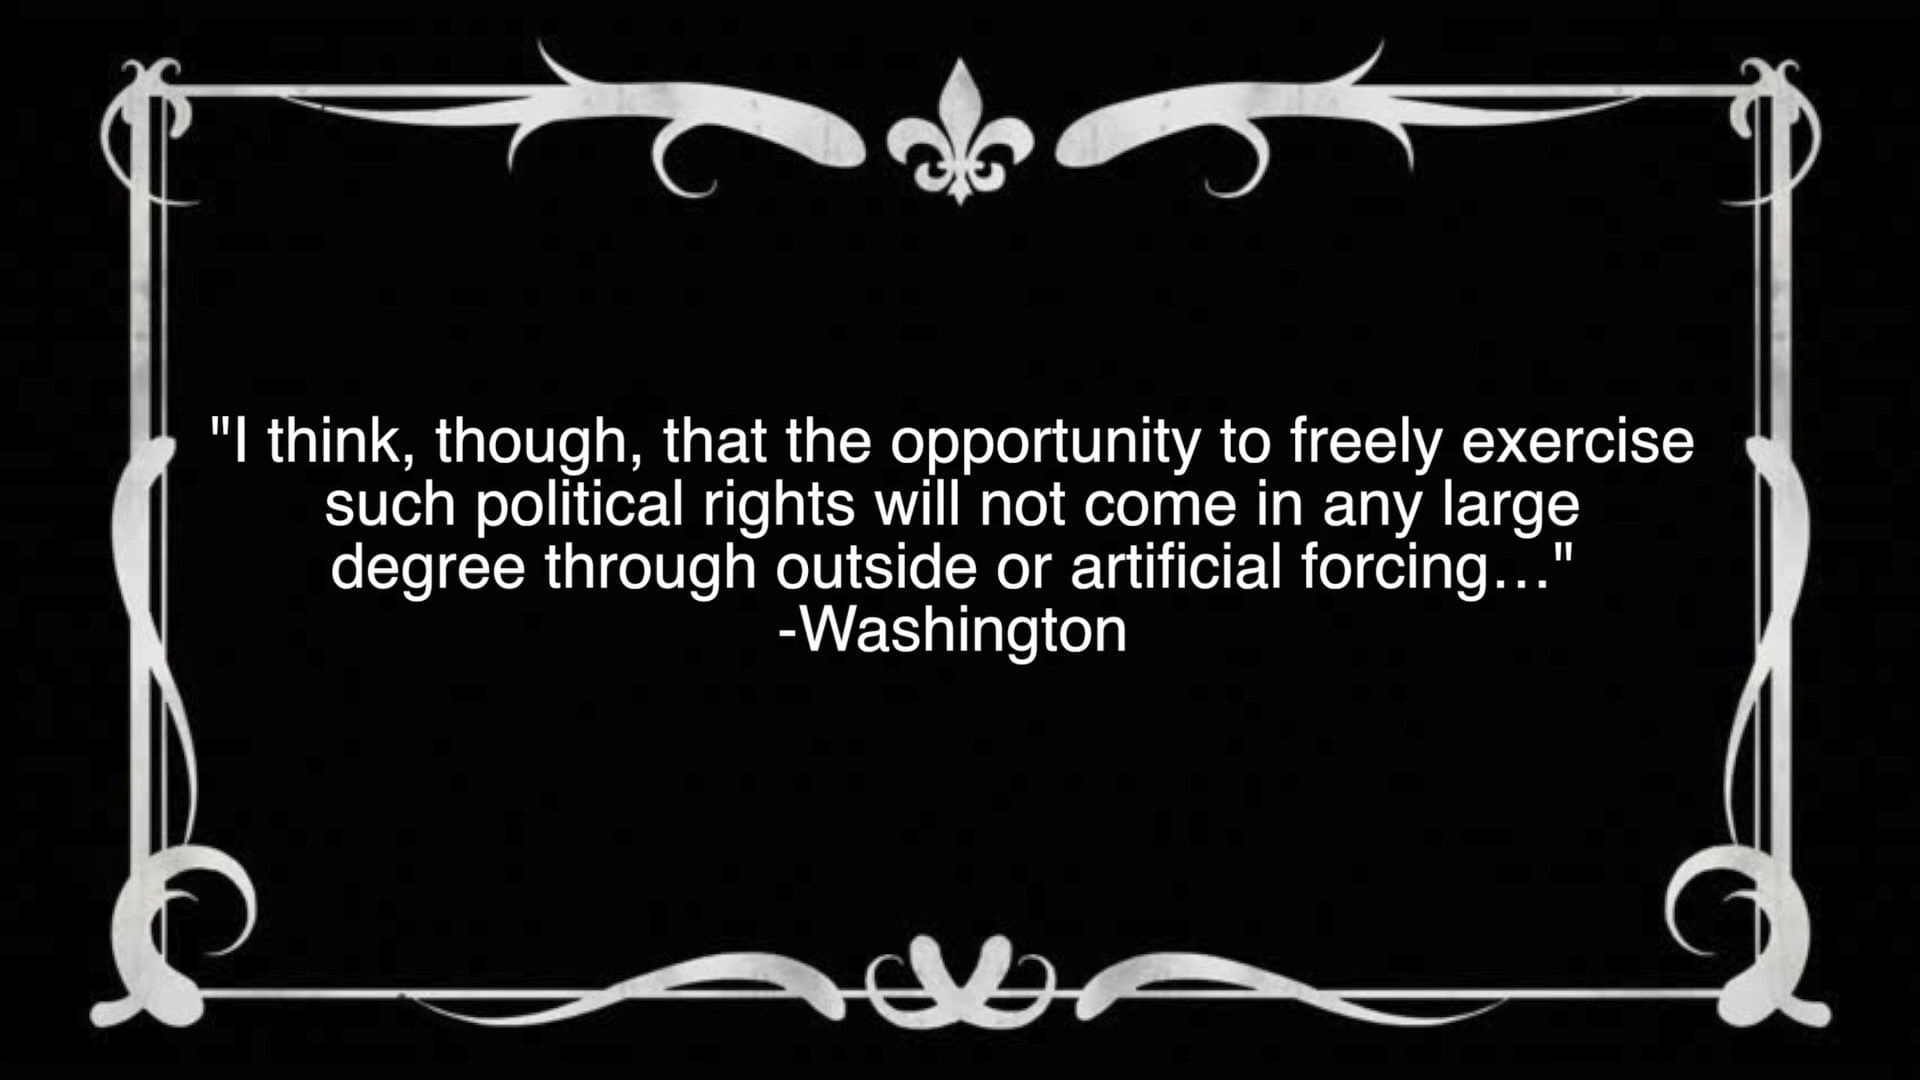 "I think, though, that the opportunity to freely exercise
such political rights will not come in any large
degree through outside or artificial forcing…"
-Washington